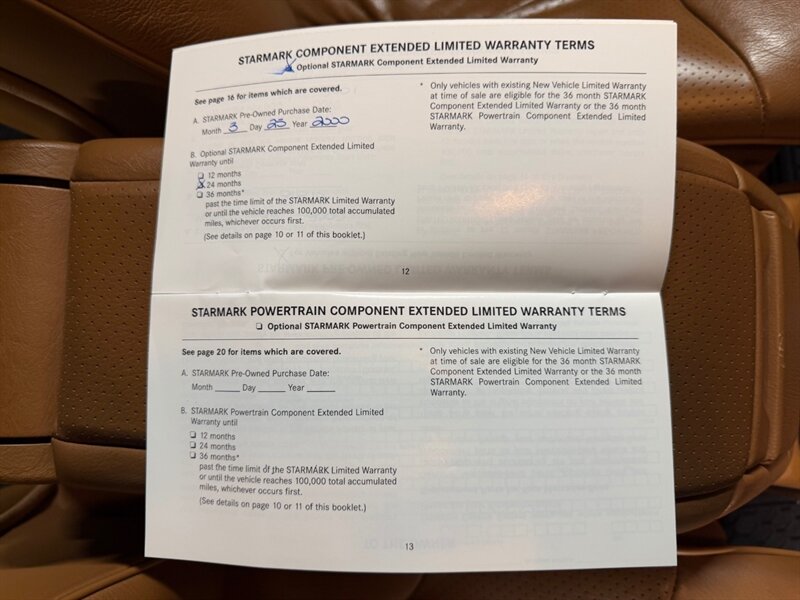 STARMARK COMPONENT EXTENDED LIMITED WARRANTY TERMS
Optional STARMARK Component Extended Limited Warranty
See page 16 for items which are covered.
A. STARMARK Pre-Owned Purchase Date:
Month 3 Day 23 Year 2000
B. Optional STARMARK Component Extended Limited
Warranty until
❏ 12 months
☒ 24 months
❏ 36 months*
past the time limit of the STARMARK Limited Warranty
or until the vehicle reaches 100,000 total accumulated
miles, whichever occurs first.
(See details on page 10 or 11 of this booklet.)
* Only vehicles with existing New Vehicle Limited Warranty
at time of sale are eligible for the 36 month STARMARK
Component Extended Limited Warranty or the 36 month
STARMARK Powertrain Component Extended Limited
Warranty.
12
STARMARK POWERTRAIN COMPONENT EXTENDED LIMITED WARRANTY TERMS
❏ Optional STARMARK Powertrain Component Extended Limited Warranty
See page 20 for items which are covered.
A. STARMARK Pre-Owned Purchase Date:
Month _____ Day _____ Year _____
B. STARMARK Powertrain Component Extended Limited
Warranty until
❏ 12 months
❏ 24 months
❏ 36 months*
past the time limit of the STARMARK Limited Warranty
or until the vehicle reaches 100,000 total accumulated
miles, whichever occurs first.
(See details on page 10 or 11 of this booklet.)
* Only vehicles with existing New Vehicle Limited Warranty
at time of sale are eligible for the 36 month STARMARK
Component Extended Limited Warranty or the 36 month
STARMARK Powertrain Component Extended Limited
Warranty.
13